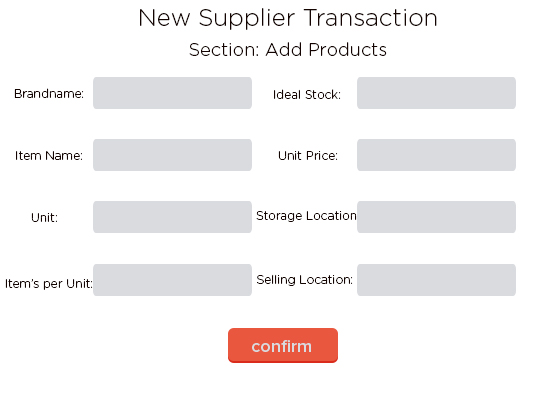 New Supplier Transaction
Section: Add Products
Brandname:
Ideal Stock:
Item Name:
Unit Price:
Unit:
Storage Location
Item's per Unit:
Selling Location:
confirm